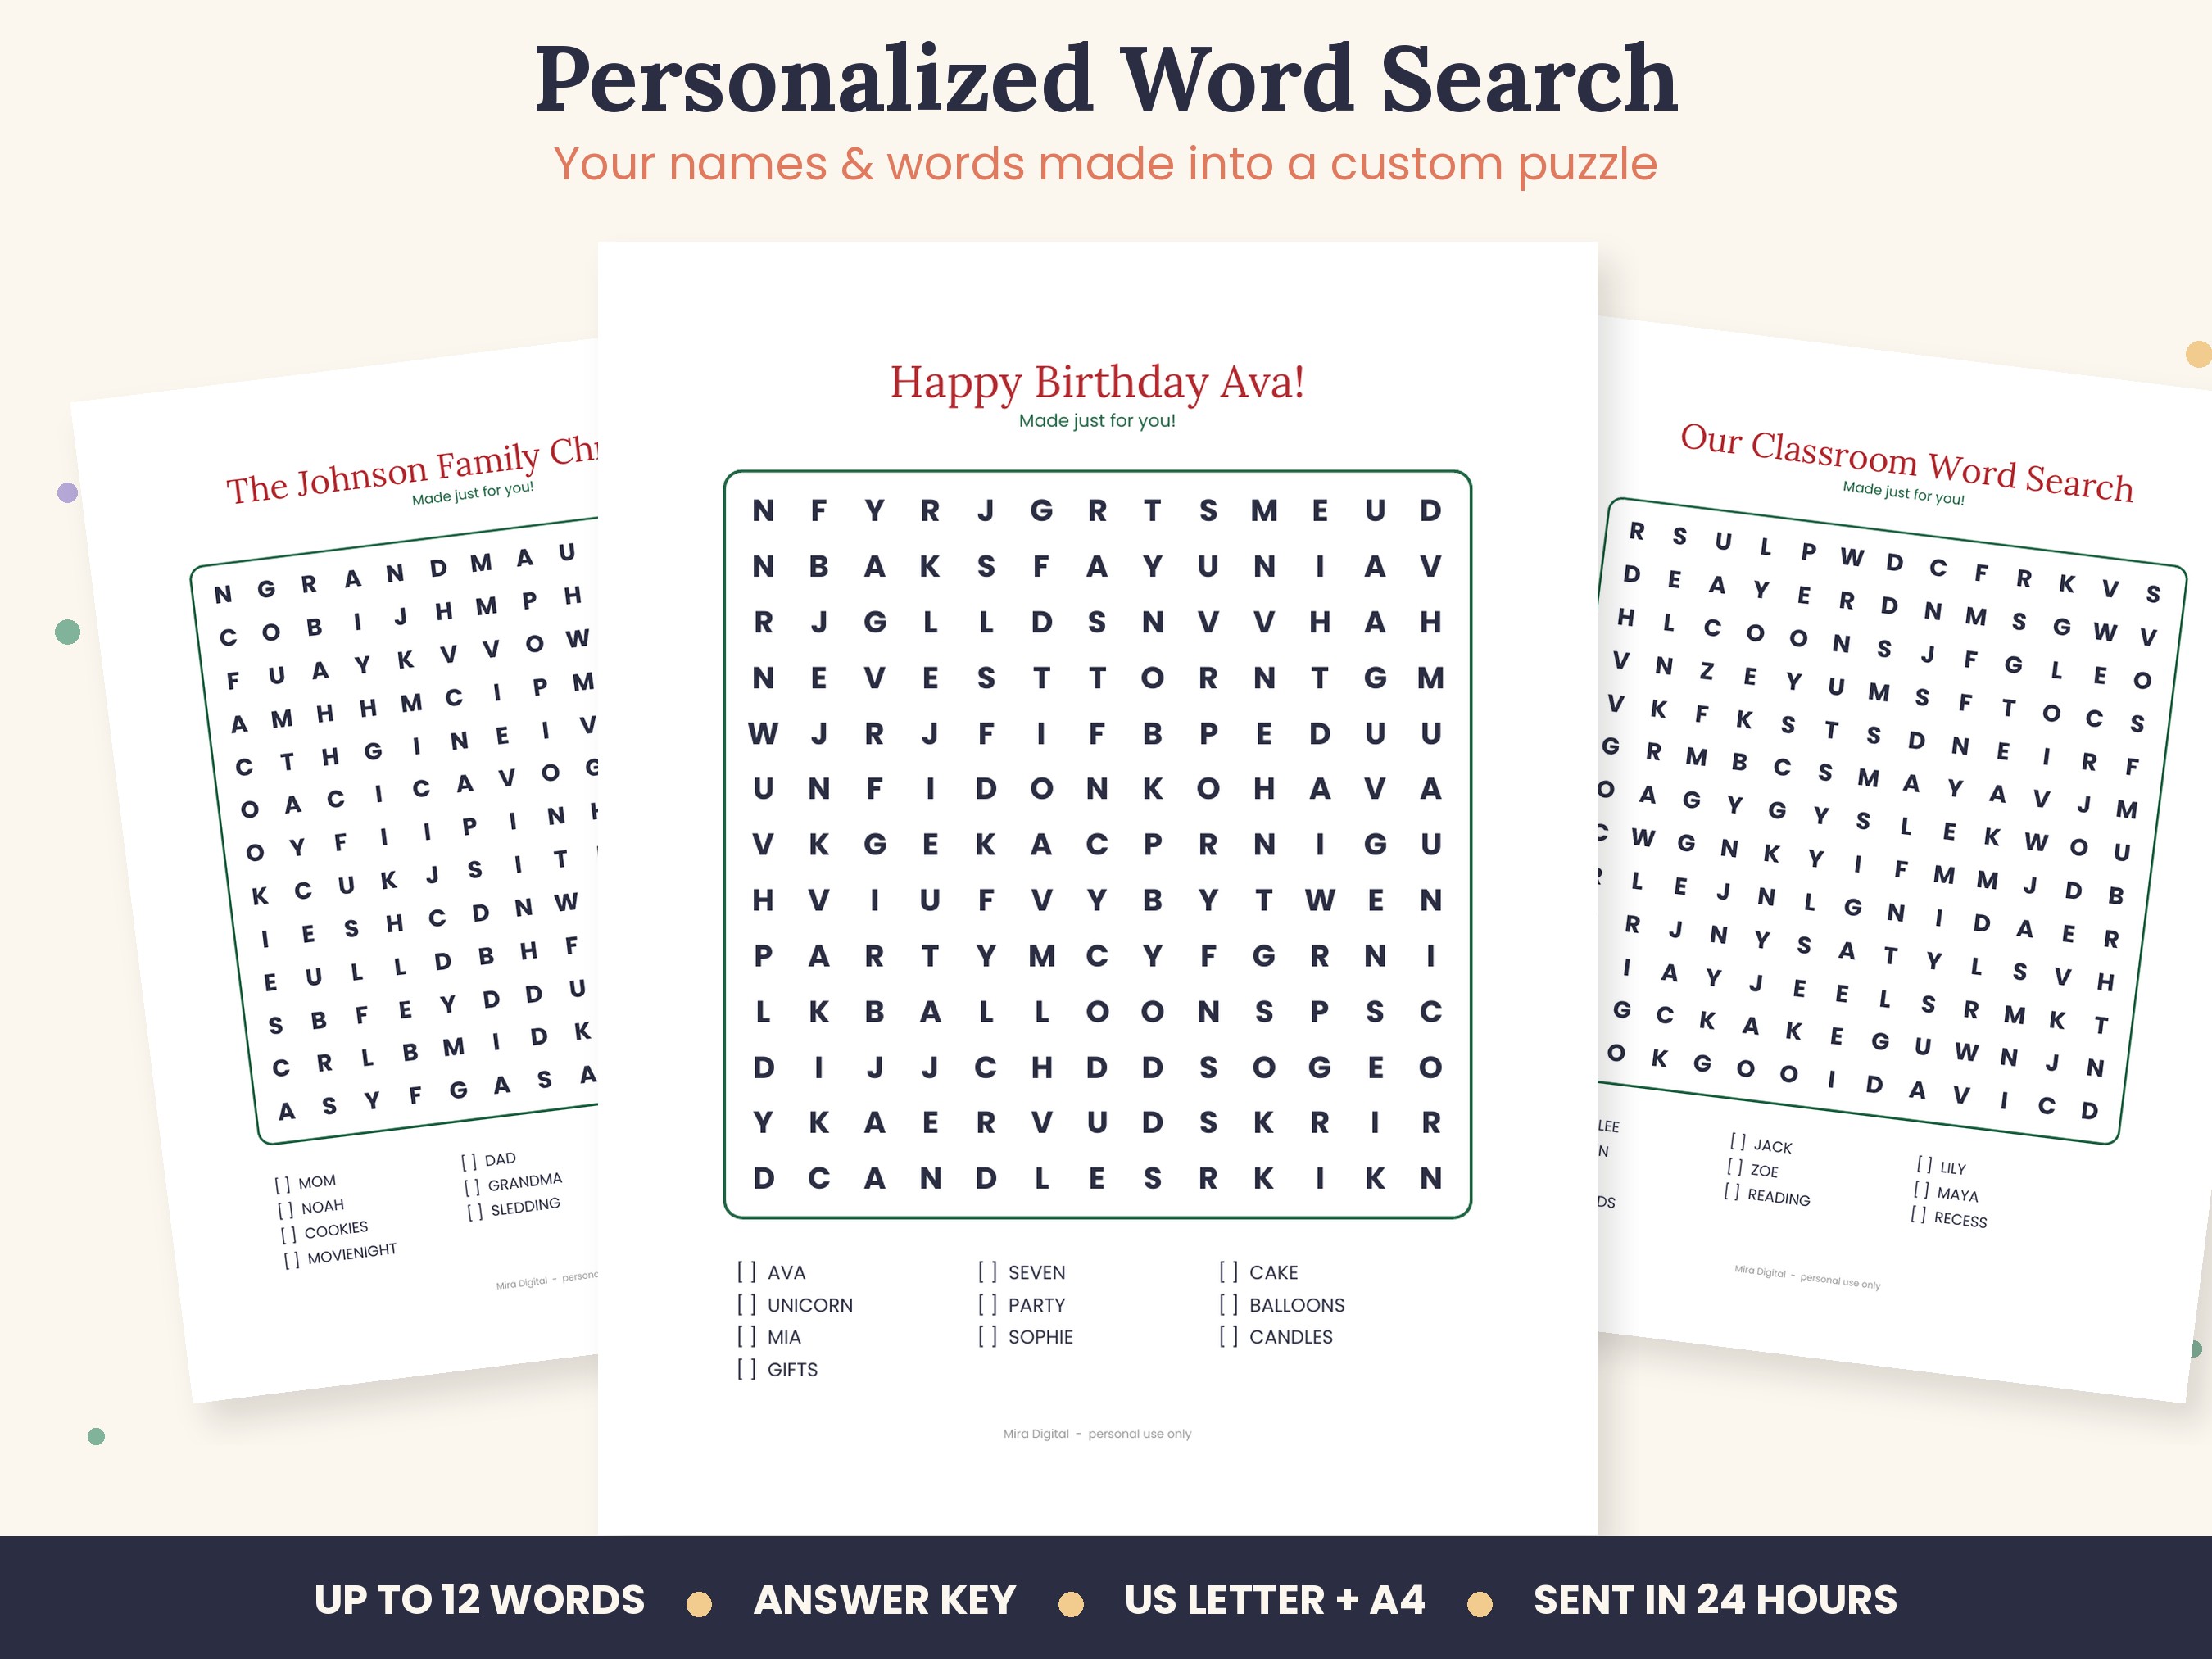 Personalized Word Search
Your names & words made into a custom puzzle
The Johnson Family Chr
Made just for you!
N G R A N D M A U
C O B I J H M P H
F U A Y K V V O W
A M H H M C I P M
C T H G I N E I V
O A C I C A V O G
O Y F I I P I N
K C U K J S I T
I E S H C D N W
E U L L D B H F
S B F E Y D D U
C R L B M I D K
A S Y F G A S A
[ ] MOM
[ ] NOAH
[ ] COOKIES
[ ] MOVIENIGHT
[ ] DAD
[ ] GRANDMA
[ ] SLEDDING
Mira Digital - persona
Happy Birthday Ava!
Made just for you!
N F Y R J G R T S M E U D
N B A K S F A Y U N I A V
R J G L L D S N V V H A H
N E V E S T T O R N T G M
W J R J F I F B P E D U U
U N F I D O N K O H A V A
V K G E K A C P R N I G U
H V I U F V Y B Y T W E N
P A R T Y M C Y F G R N I
L K B A L L O O N S P S C
D I J J C H D D S O G E O
Y K A E R V U D S K R I R
D C A N D L E S R K I K N
[ ] AVA
[ ] UNICORN
[ ] MIA
[ ] GIFTS
[ ] SEVEN
[ ] PARTY
[ ] SOPHIE
[ ] CAKE
[ ] BALLOONS
[ ] CANDLES
Mira Digital - personal use only
Our Classroom Word Search
Made just for you!
R S U L P W D C F R K V S
D E A Y E R D N M S G W V
H L C O O N S J F G L E O
V N Z E Y U M S F T O C S
V K F K S T S D N E I R F
G R M B C S M A Y A V J M
O A G Y G Y S L E K W O U
C W G N K Y I F M M J D B
R L E J N L G N I D A E R
R J N Y S A T Y L S V H
I A Y J E E L S R M K T
G C K A K E G U W N J N
O K G O O I D A V I C D
LEE
N
DS
[ ] JACK
[ ] ZOE
[ ] READING
[ ] LILY
[ ] MAYA
[ ] RECESS
Mira Digital - personal use only
UP TO 12 WORDS
ANSWER KEY
US LETTER + A4
SENT IN 24 HOURS